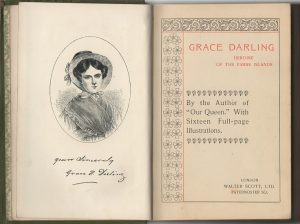 Yours Sincerely
Grace H. Darling
GRACE DARLING
HEROINE
OF THE FARNE ISLANDS
By the Author of
"Our Queen." With
Sixteen Full-page
Illustrations.
LONDON
WALTER SCOTT, LTD.
PATERNOSTER SQ.